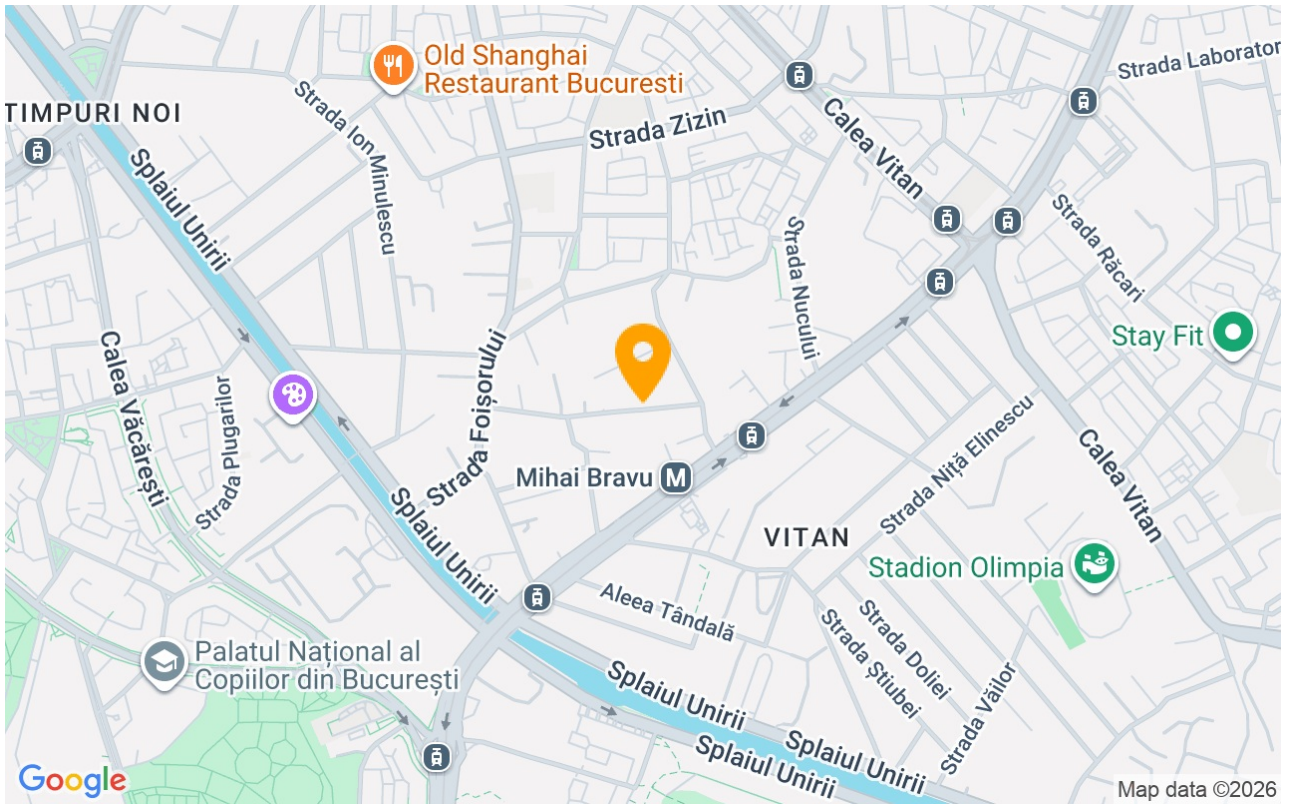 Old Shanghai
Restaurant Bucuresti
Strada Laborator
TIMPURI NOI
Strada Ion Minulescu
Strada Zizin
Calea Vitan
Splaiul Unirii
Strada Nucului
Strada Răcari
Stay Fit
Calea Văcărești
Strada Plugarilor
Strada Foișorului
Strada Niță Elinescu
Calea Vitan
Mihai Bravu
M
Splaiul Unirii
VITAN
Stadion Olimpia
Aleea Tândală
Strada Doliei
Strada Știubei
Palatul Național al
Copiilor din București
Splaiul Unirii
Strada Văilor
Splaiul Unirii
Splaiul Unirii
Google
Map data ©2026